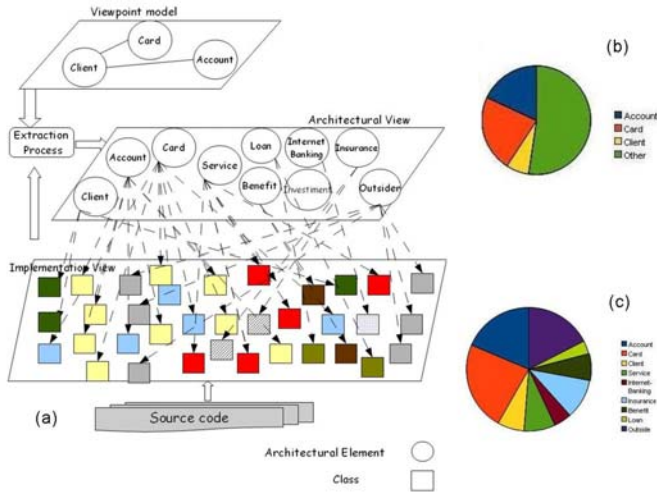 Viewpoint model
Card
Client
Account
Extraction
Process
Architectural View
Account
Card
Service
Loan
Internet
Banking
Insurance
Benefit
Investiment
Outsider
Client
Implementation View
Source code
(a)
Architectural Element
Class
(b)
Account
Card
Client
Other
(c)
Account
Card
Client
Service
Internet-
Banking
Insurance
Benefit
Loan
Outside